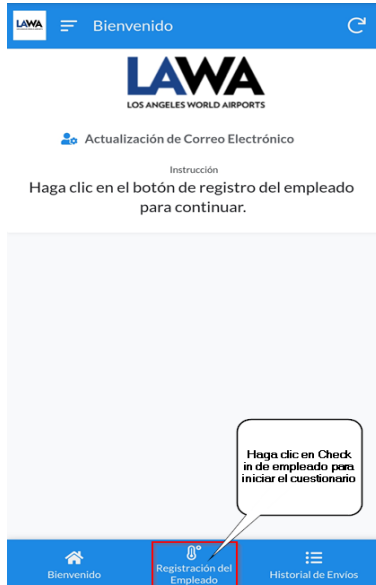 LAWA
Bienvenido
LAWA
LOS ANGELES WORLD AIRPORTS
Actualización de Correo Electrónico
Instrucción
Haga clic en el botón de registro del empleado
para continuar.
Haga clic en Check
in de empleado para
iniciar el cuestionario
Bienvenido
Registración del
Empleado
Historial de Envíos